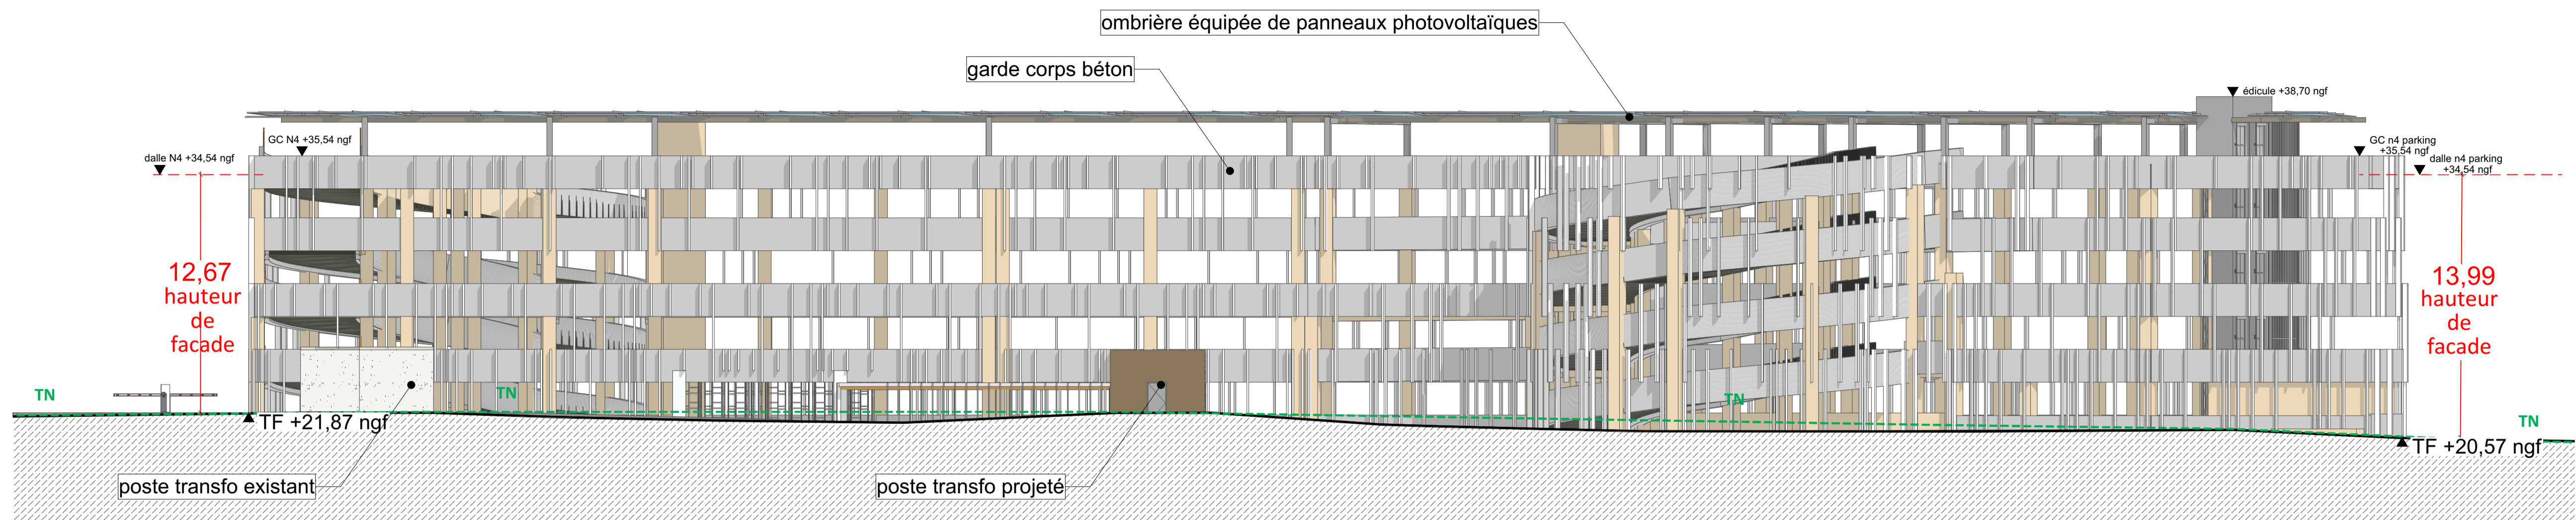 ombrière équipée de panneaux photovoltaïques
garde corps béton
édicule +38,70 ngf
GC N4 +35,54 ngf
dalle N4 +34,54 ngf
GC n4 parking
+35,54 ngf
dalle n4 parking
+34,54 ngf
12,67
hauteur
de
facade
13,99
hauteur
de
facade
TN
TN
TN
TN
TF +21,87 ngf
TF +20,57 ngf
poste transfo existant
poste transfo projeté